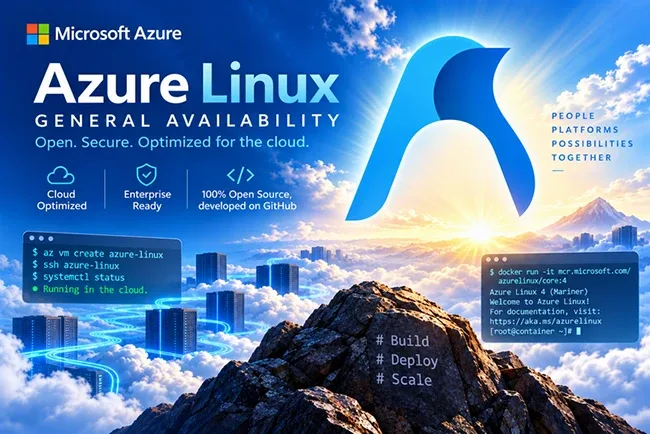 Microsoft Azure
Azure Linux
GENERAL AVAILABILITY
Open. Secure. Optimized for the cloud.
Cloud
Optimized
Enterprise
Ready
</>
100% Open Source,
developed on GitHub
PEOPLE
PLATFORMS
POSSIBILITIES
TOGETHER
$ az vm create azure-linux
$ ssh azure-linux
$ systemctl status
● Running in the cloud.
$ docker run -it mcr.microsoft.com/
azurelinux/core:4
Azure Linux 4 (Mariner)
Welcome to Azure Linux!
For documentation, visit:
https://aka.ms/azurelinux
[root@container ~]#
# Build
# Deploy
# Scale